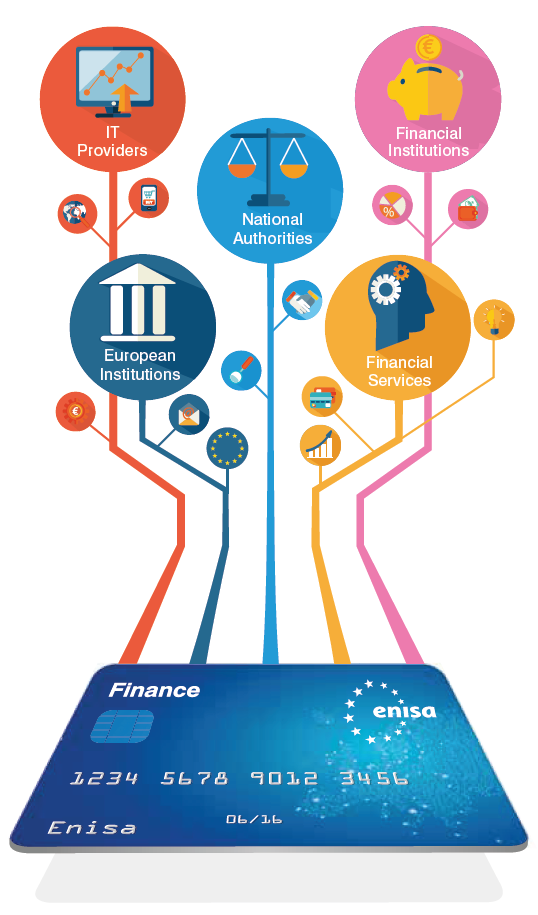 IT
Providers
€
Financial
Institutions
National
Authorities
%
European
Institutions
Financial
Services
€
@
Finance
enisa
1234 5678 9012 3456
06/16
Enisa